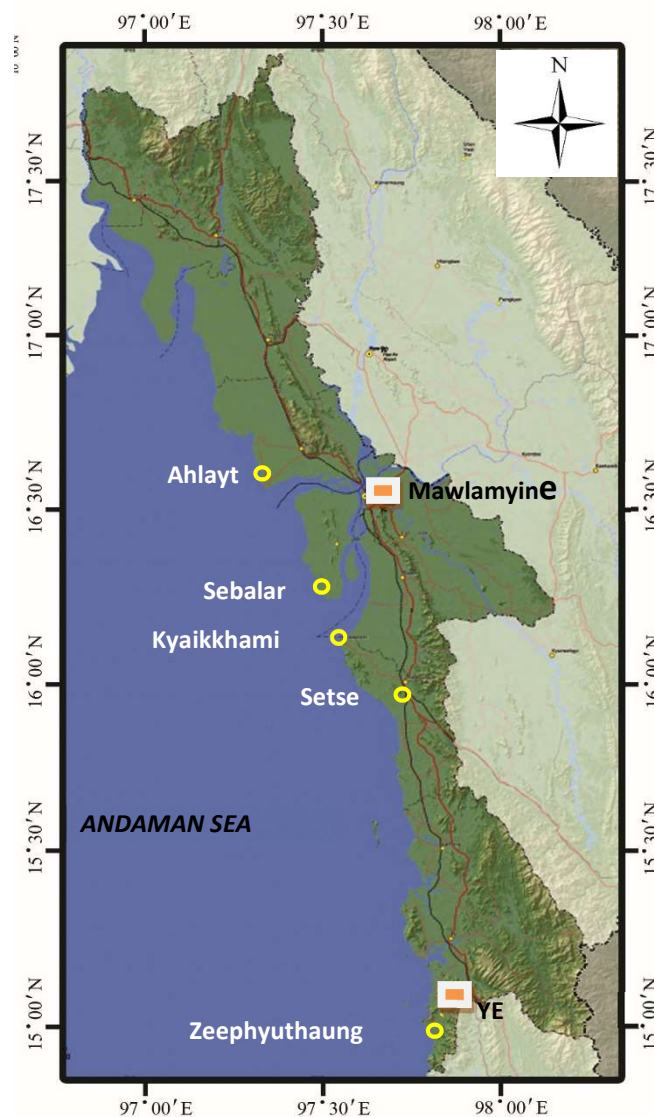 97°00′E 97°30′E 98°00′E
N
17°30′N 17°30′N
17°00′N 17°00′N
Ahlayt
Mawlamyine
16°30′N 16°30′N
Sebalar
Kyaikkhami
16°00′N 16°00′N
Setse
ANDAMAN SEA
15°30′N 15°30′N
YE
15°00′N 15°00′N
Zeephyuthaung
97°00′E 97°30′E 98°00′E